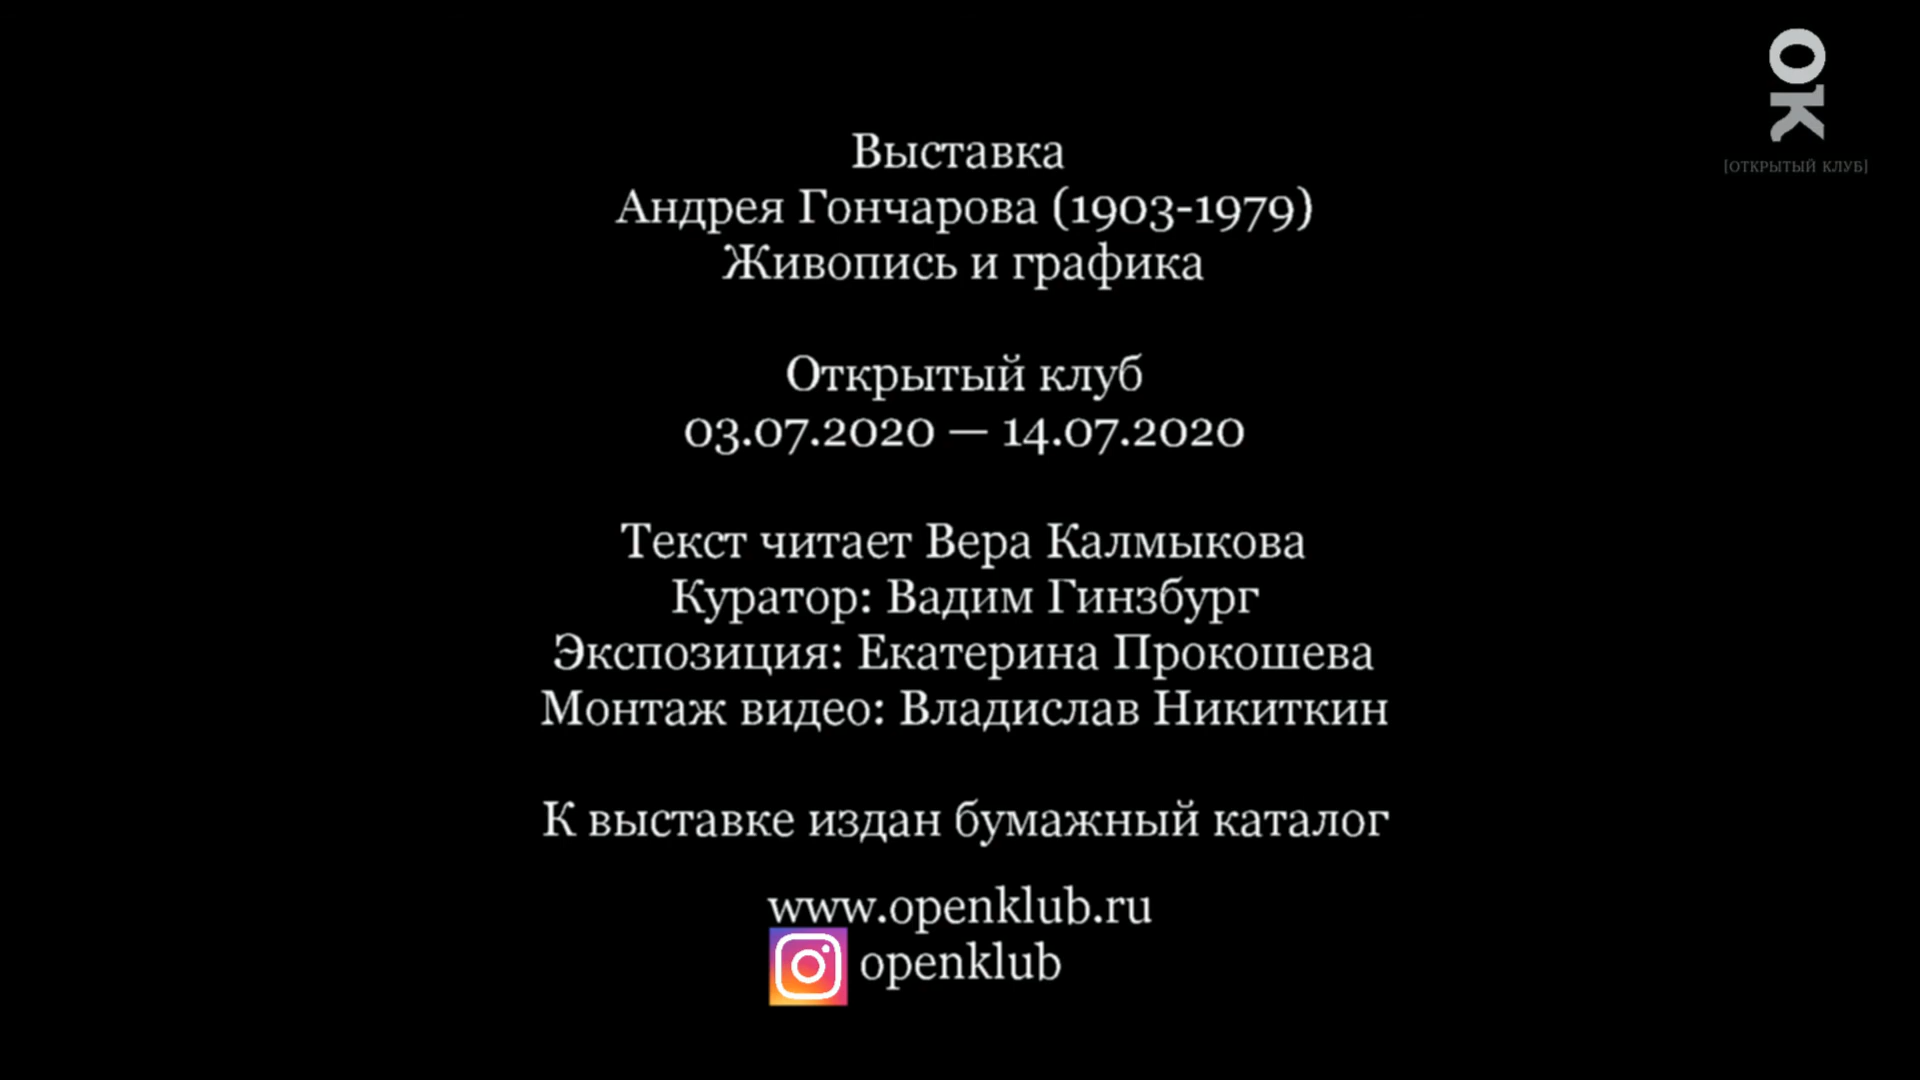 ОК
[ОТКРЫТЫЙ КЛУБ]
Выставка
Андрея Гончарова (1903-1979)
Живопись и графика
Открытый клуб
03.07.2020 — 14.07.2020
Текст читает Вера Калмыкова
Куратор: Вадим Гинзбург
Экспозиция: Екатерина Прокошева
Монтаж видео: Владислав Никиткин
К выставке издан бумажный каталог
www.openklub.ru
openklub